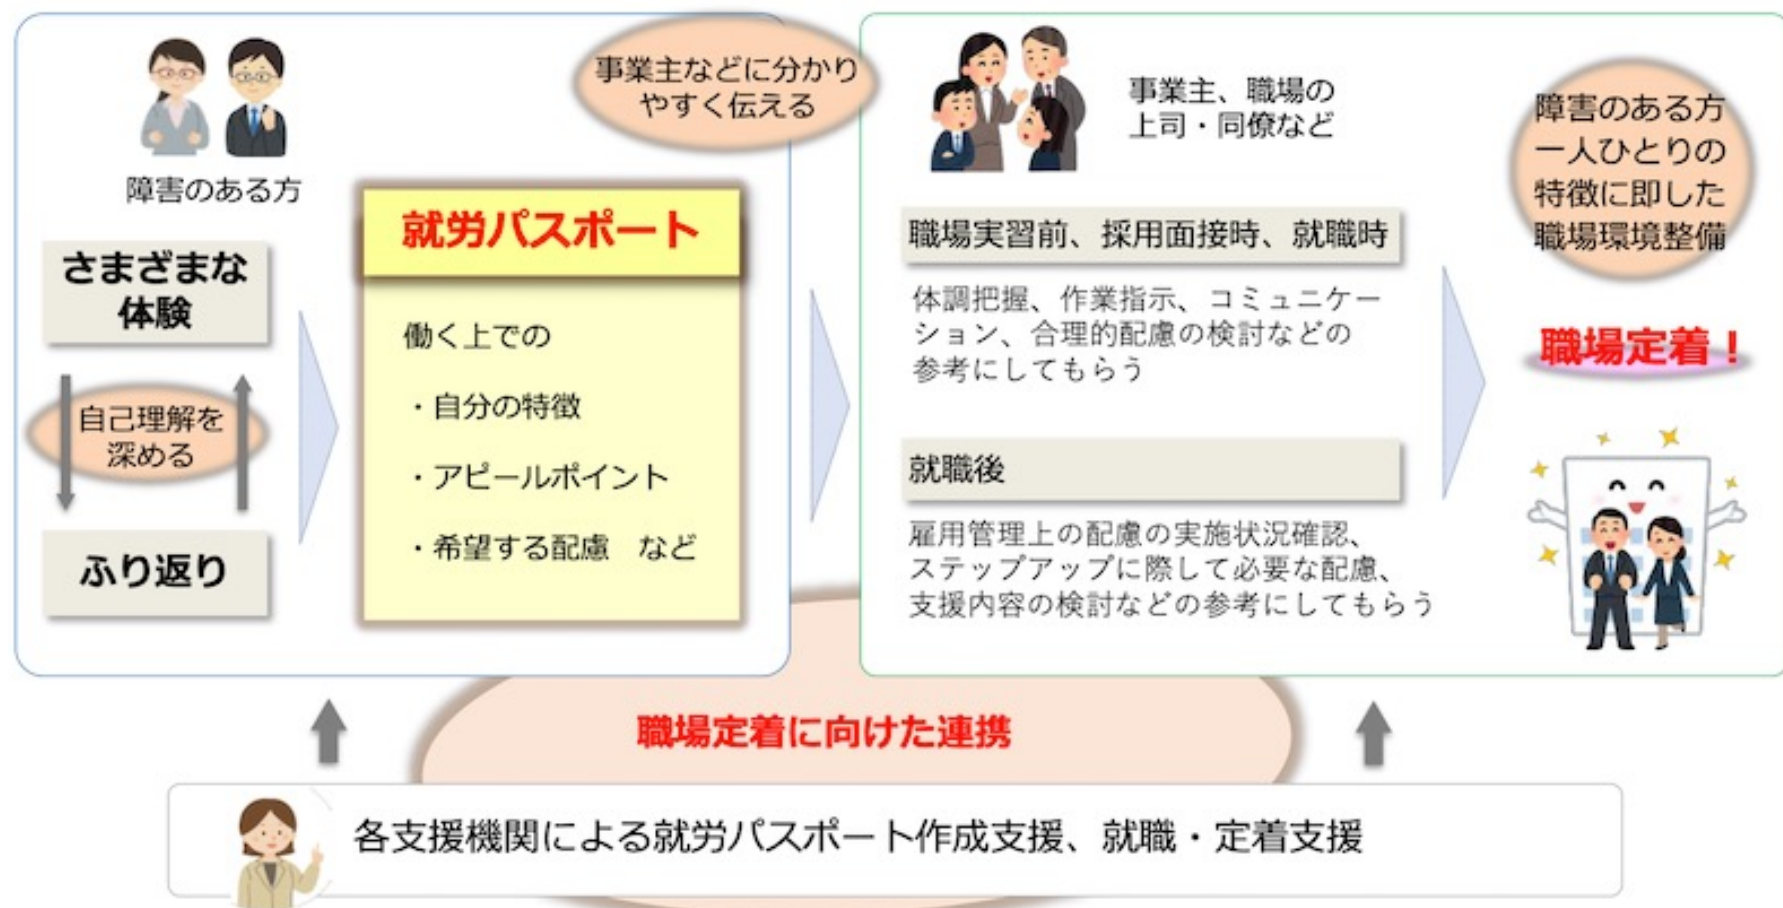 障害のある方
さまざまな
体験
自己理解を
深める
ふり返り
事業主などに分かり
やすく伝える
就労パスポート
働く上での
・自分の特徴
・アピールポイント
・希望する配慮　など
事業主、職場の
上司・同僚など
職場実習前、採用面接時、就職時
体調把握、作業指示、コミュニケー
ション、合理的配慮の検討などの
参考にしてもらう
就職後
雇用管理上の配慮の実施状況確認、
ステップアップに際して必要な配慮、
支援内容の検討などの参考にしてもらう
障害のある方
一人ひとりの
特徴に即した
職場環境整備
職場定着！
職場定着に向けた連携
各支援機関による就労パスポート作成支援、就職・定着支援